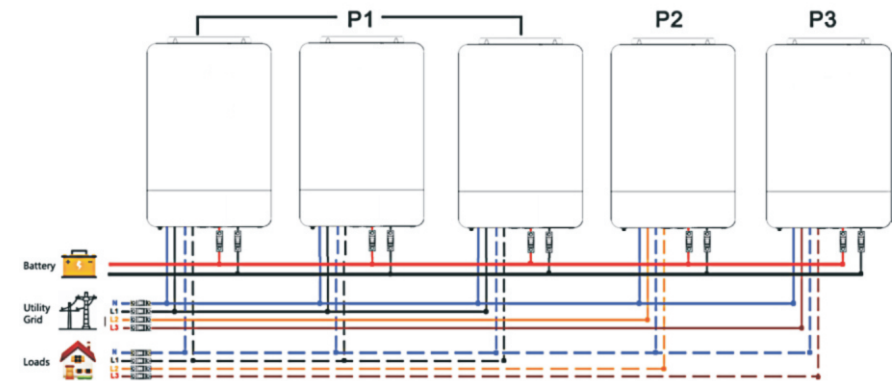 P1 P2 P3
Battery
Utility
Grid
N
L1
L2
L3
Loads
N
L1
L2
L3